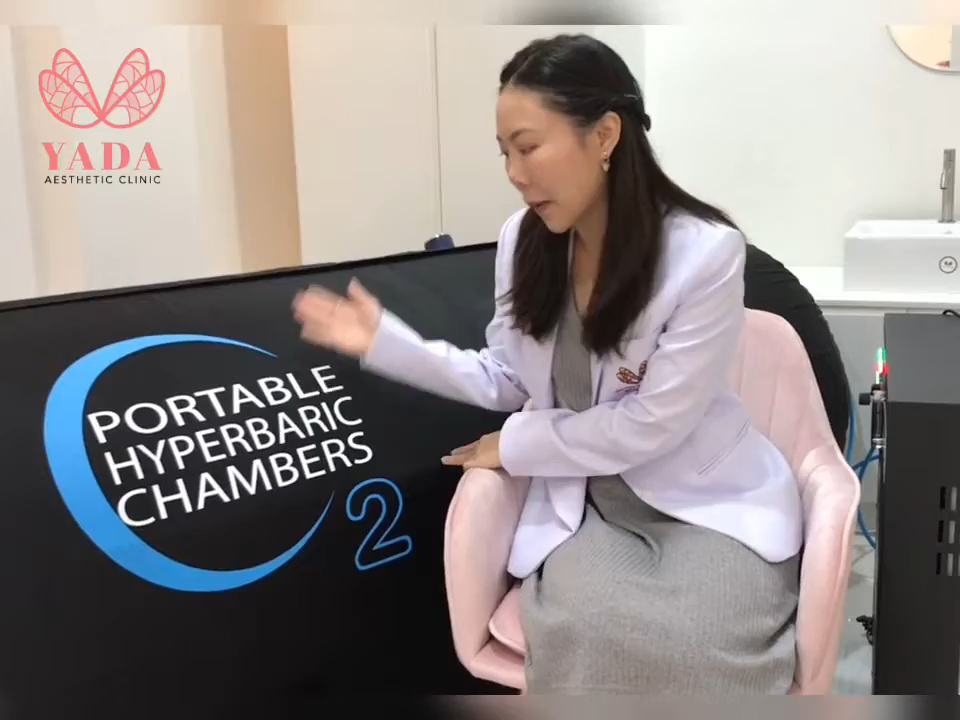 YADA
AESTHETIC CLINIC
PORTABLE
HYPERBARIC
CHAMBERS
O2